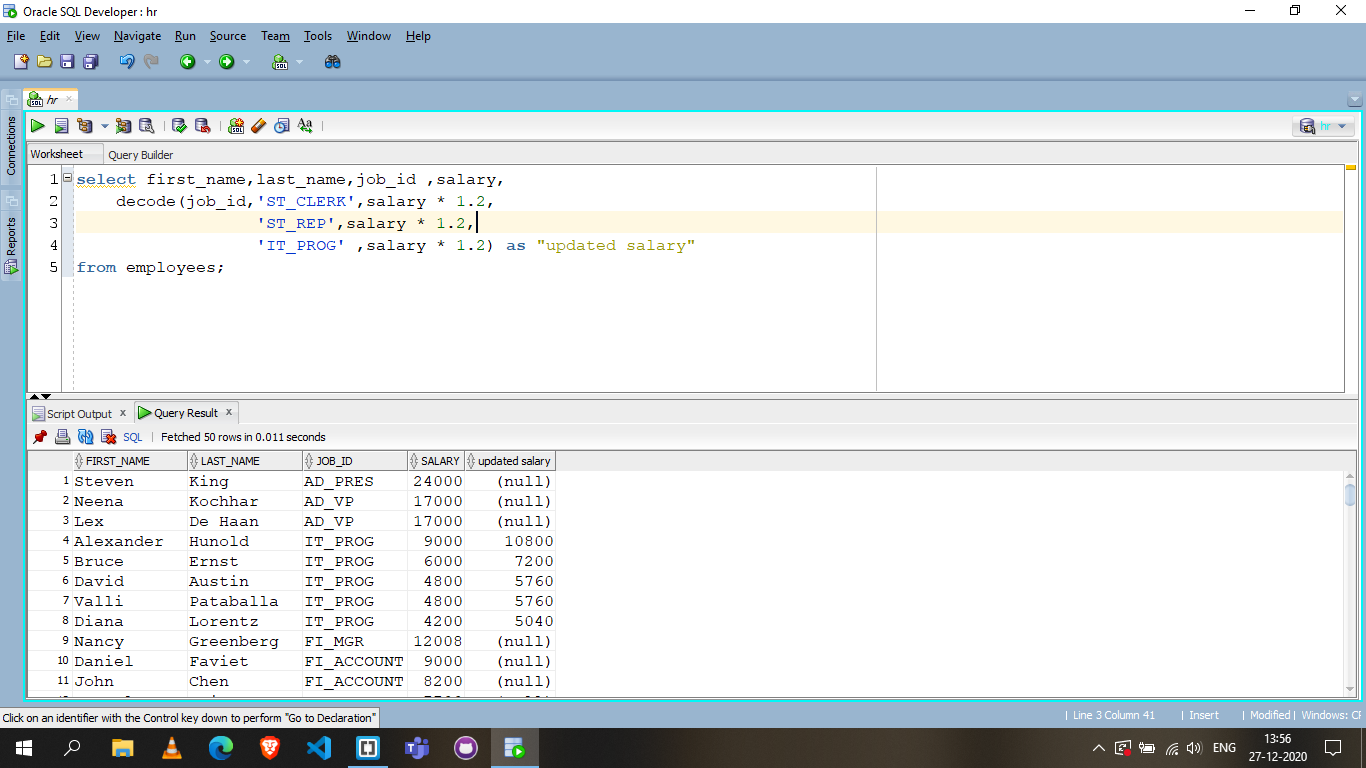 Oracle SQL Developer : hr
File Edit View Navigate Run Source Team Tools Window Help
hr
Connections
Reports
hr
Worksheet Query Builder
1 select first_name,last_name,job_id ,salary,
2 decode(job_id,'ST_CLERK',salary * 1.2,
3 'ST_REP',salary * 1.2,
4 'IT_PROG' ,salary * 1.2) as "updated salary"
5 from employees;
Script Output x Query Result x
SQL | Fetched 50 rows in 0.011 seconds
FIRST_NAME LAST_NAME JOB_ID SALARY updated salary
1 Steven King AD_PRES 24000 (null)
2 Neena Kochhar AD_VP 17000 (null)
3 Lex De Haan AD_VP 17000 (null)
4 Alexander Hunold IT_PROG 9000 10800
5 Bruce Ernst IT_PROG 6000 7200
6 David Austin IT_PROG 4800 5760
7 Valli Pataballa IT_PROG 4800 5760
8 Diana Lorentz IT_PROG 4200 5040
9 Nancy Greenberg FI_MGR 12008 (null)
10 Daniel Faviet FI_ACCOUNT 9000 (null)
11 John Chen FI_ACCOUNT 8200 (null)
Click on an identifier with the Control key down to perform "Go to Declaration"
| Line 3 Column 41 | Insert | Modified | Windows: CF
ENG
13:56
27-12-2020